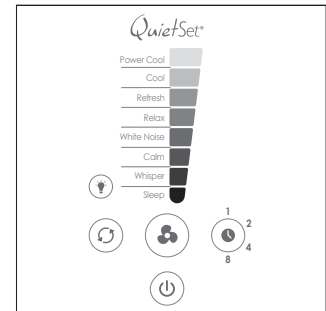 QuietSet®
Power Cool
Cool
Refresh
Relax
White Noise
Calm
Whisper
Sleep
1
2
4
8